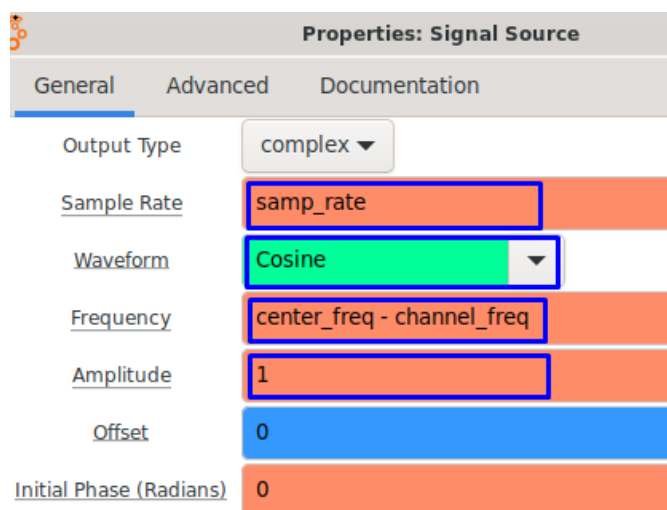 Properties: Signal Source
General Advanced Documentation
Output Type complex
Sample Rate samp_rate
Waveform Cosine
Frequency center_freq - channel_freq
Amplitude 1
Offset 0
Initial Phase (Radians) 0